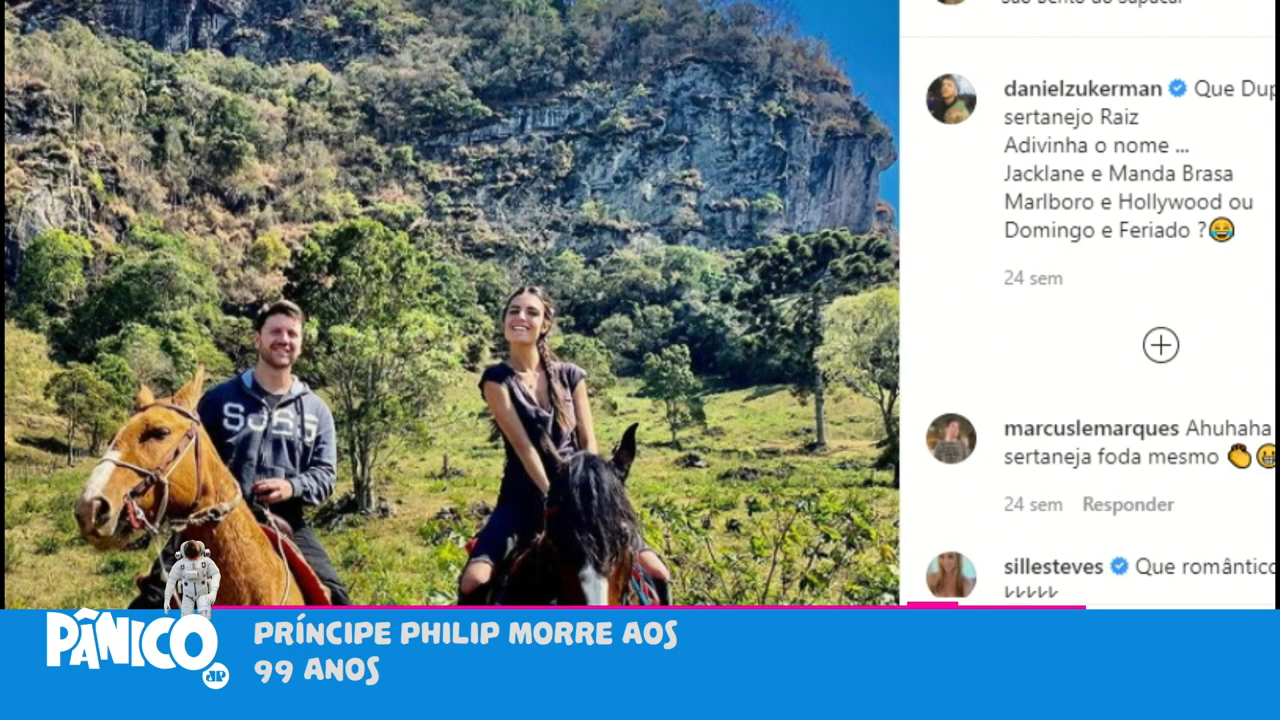 danielzukerman Que Dup
sertanejo Raiz
Adivinha o nome ...
Jacklane e Manda Brasa
Marlboro e Hollywood ou
Domingo e Feriado ?😂
24 sem
marcuslemarques Ahuhaha
sertaneja foda mesmo 👏😁
24 sem Responder
sillesteves Que romântico
kkkkk
PÂNICO
JP
PRÍNCIPE PHILIP MORRE AOS
99 ANOS